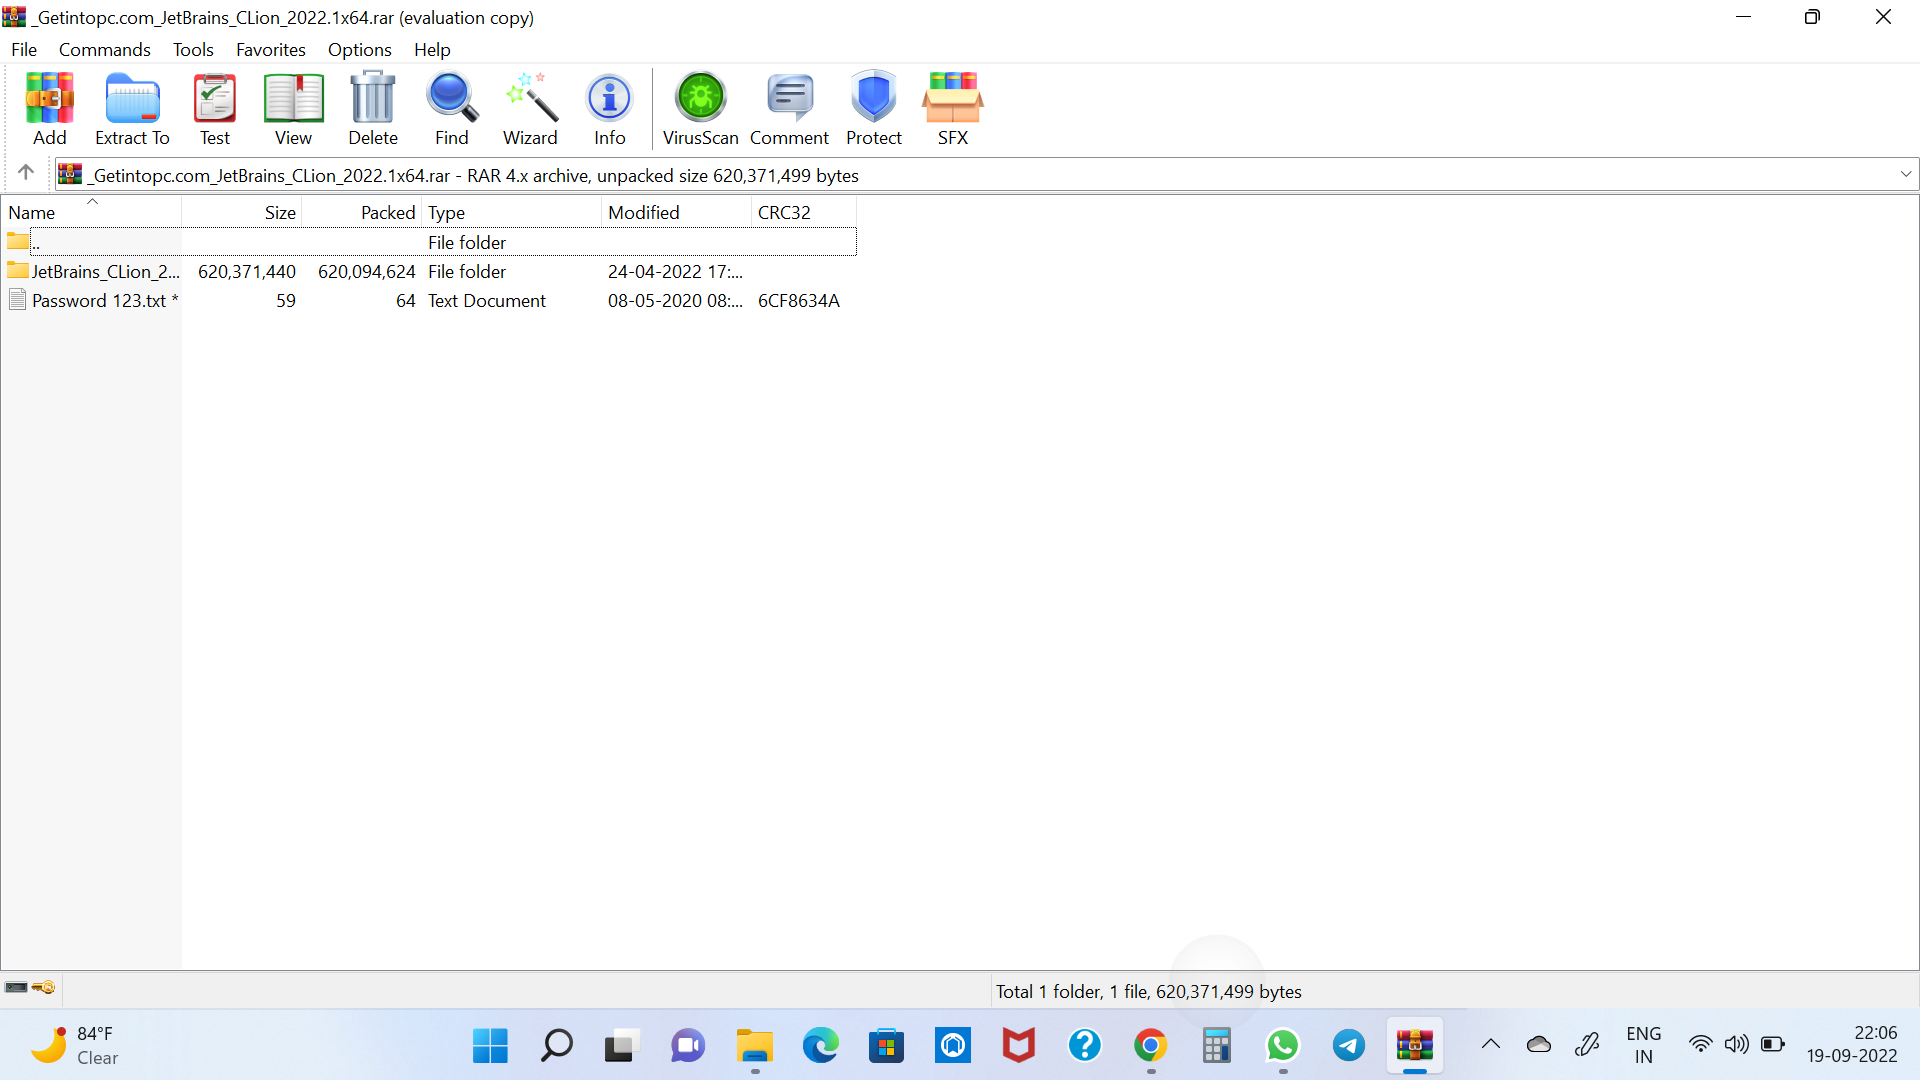 _Getintopc.com_JetBrains_CLion_2022.1x64.rar (evaluation copy)
File Commands Tools Favorites Options Help
Add Extract To Test View Delete Find Wizard Info VirusScan Comment Protect SFX
_Getintopc.com_JetBrains_CLion_2022.1x64.rar - RAR 4.x archive, unpacked size 620,371,499 bytes
Name Size Packed Type Modified CRC32
.. File folder
JetBrains_CLion_2... 620,371,440 620,094,624 File folder 24-04-2022 17:...
Password 123.txt * 59 64 Text Document 08-05-2020 08:... 6CF8634A
Total 1 folder, 1 file, 620,371,499 bytes
84°F
Clear
ENG
IN
22:06
19-09-2022